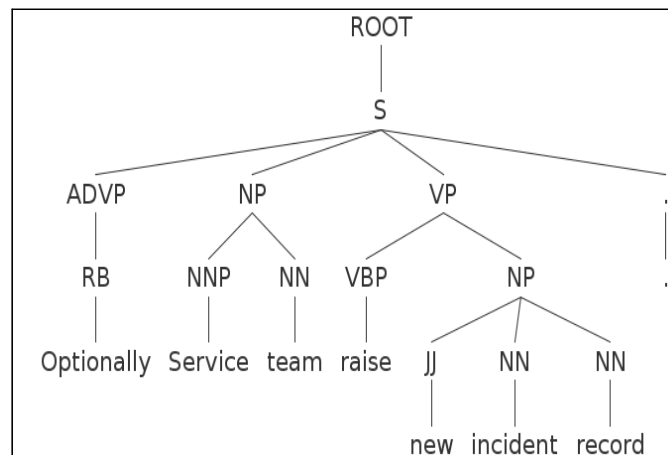 ROOT
S
ADVP NP VP .
RB NNP NN VBP NP .
Optionally Service team raise JJ NN NN
new incident record